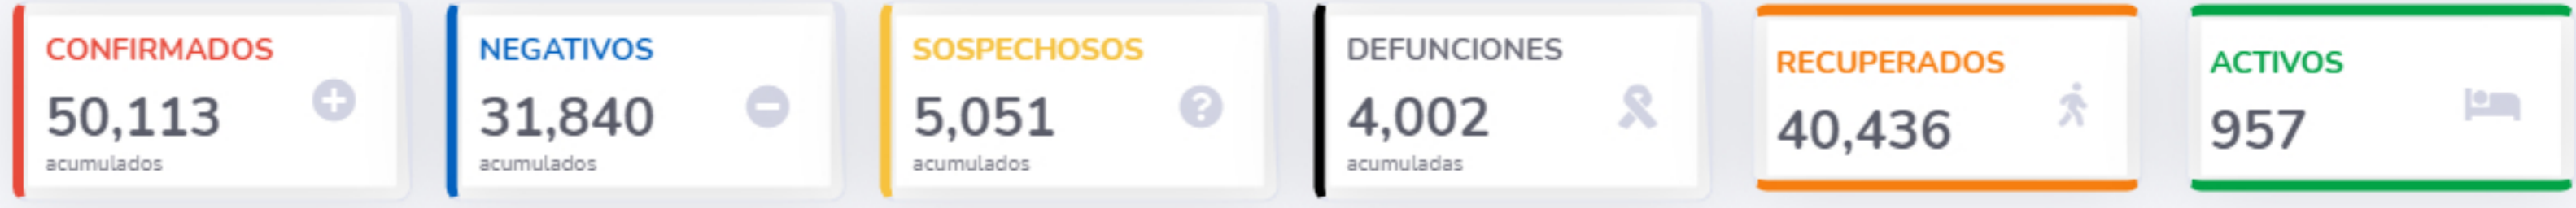 CONFIRMADOS
50,113
acumulados
NEGATIVOS
31,840
acumulados
SOSPECHOSOS
5,051
acumulados
DEFUNCIONES
4,002
acumuladas
RECUPERADOS
40,436
ACTIVOS
957